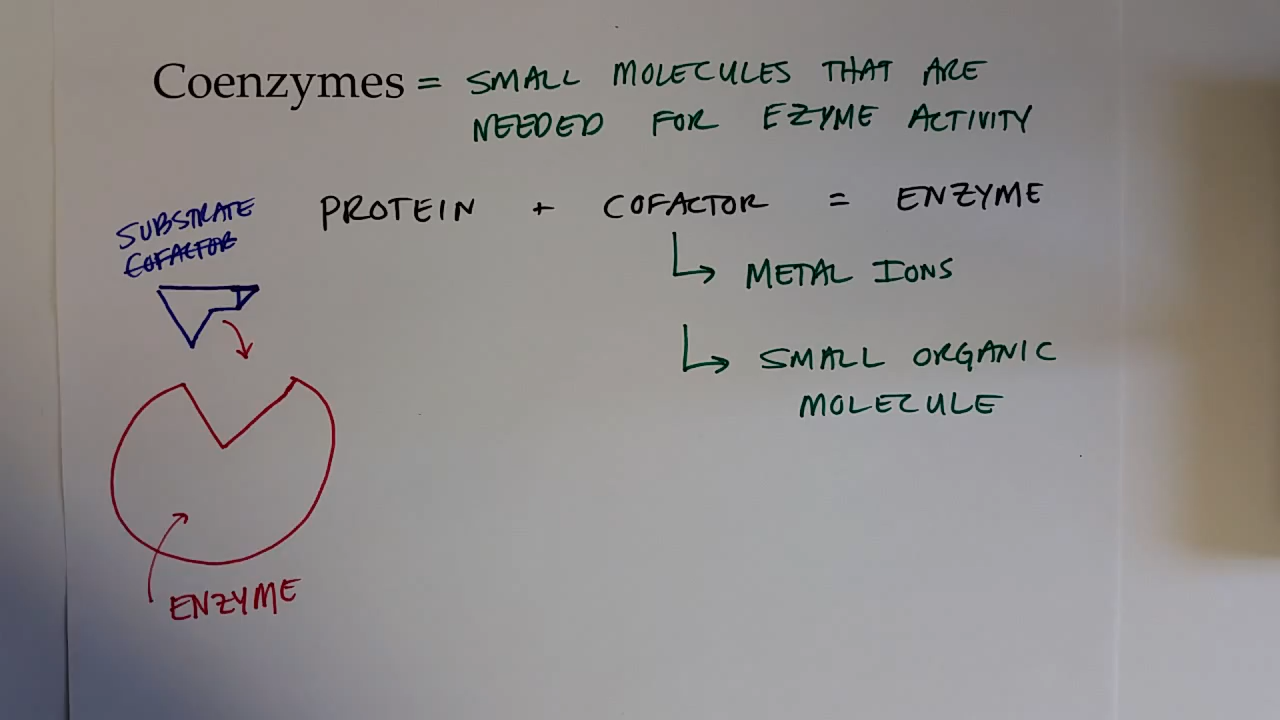 Coenzymes = SMALL MOLECULES THAT ARE
NEEDED FOR EZYME ACTIVITY
PROTEIN + COFACTOR = ENZYME
SUBSTRATE
COFACTOR
METAL IONS
SMALL ORGANIC
MOLECULE
ENZYME